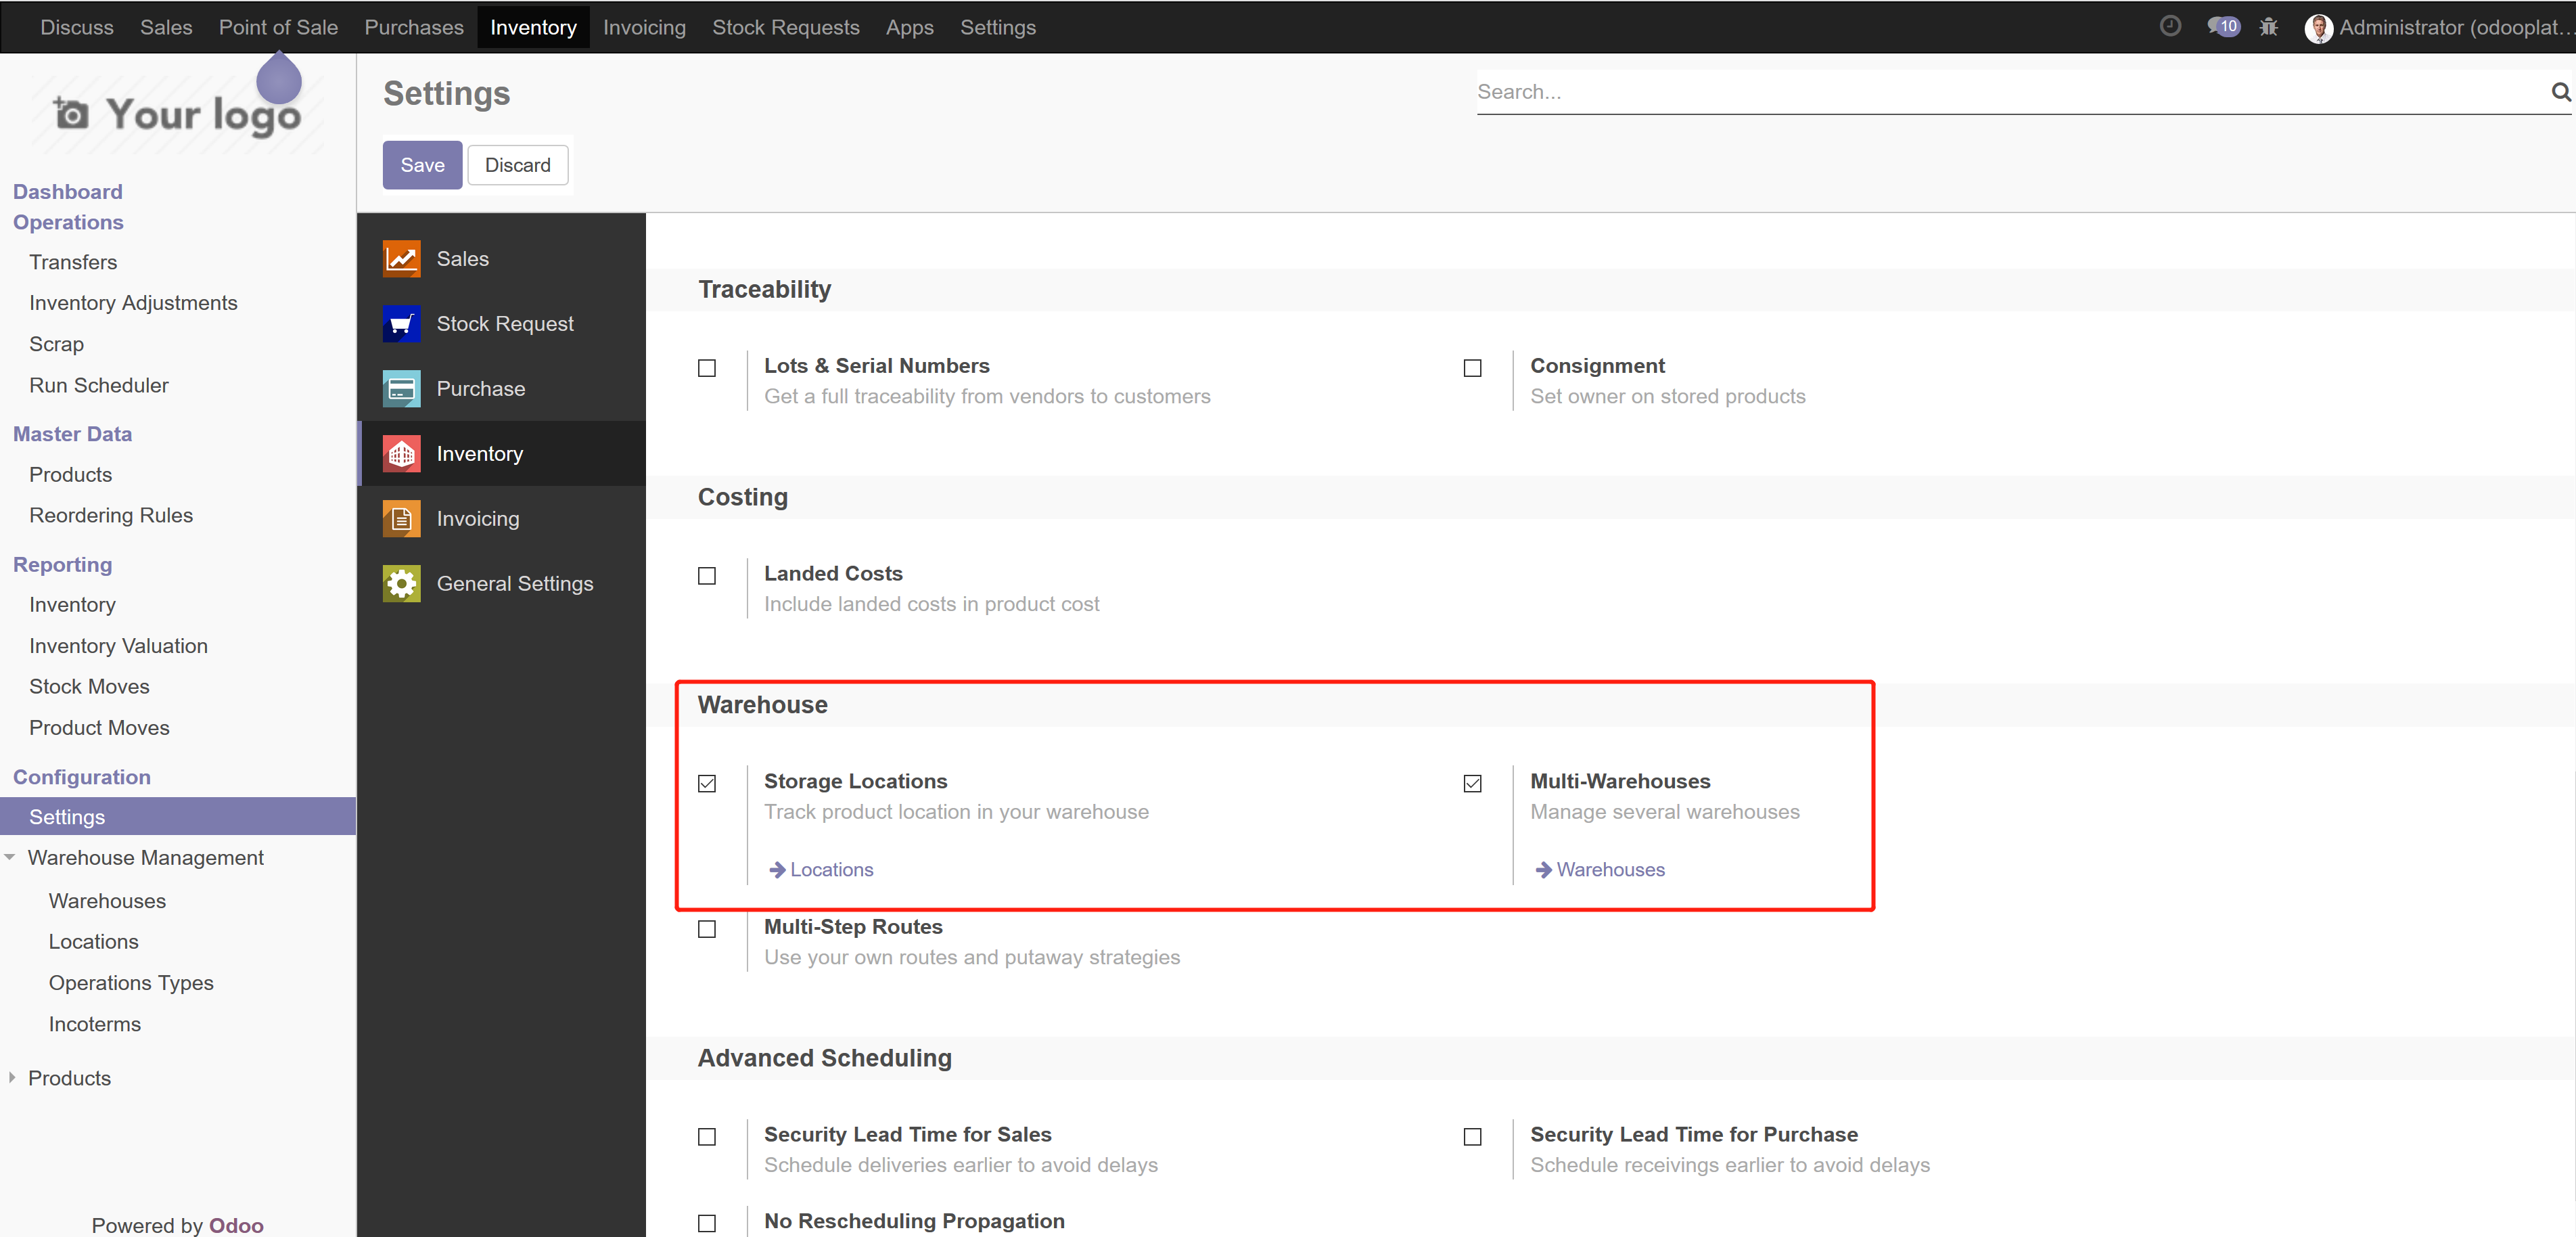 Discuss Sales Point of Sale Purchases Inventory Invoicing Stock Requests Apps Settings 10 Administrator (odooplat...
Your logo
Dashboard
Operations
Transfers
Inventory Adjustments
Scrap
Run Scheduler
Master Data
Products
Reordering Rules
Reporting
Inventory
Inventory Valuation
Stock Moves
Product Moves
Configuration
Settings
Warehouse Management
Warehouses
Locations
Operations Types
Incoterms
Products
Powered by Odoo
Settings
Search...
Save Discard
Sales
Stock Request
Purchase
Inventory
Invoicing
General Settings
Traceability
Lots & Serial Numbers
Get a full traceability from vendors to customers
Consignment
Set owner on stored products
Costing
Landed Costs
Include landed costs in product cost
Warehouse
Storage Locations
Track product location in your warehouse
Locations
Multi-Warehouses
Manage several warehouses
Warehouses
Multi-Step Routes
Use your own routes and putaway strategies
Advanced Scheduling
Security Lead Time for Sales
Schedule deliveries earlier to avoid delays
Security Lead Time for Purchase
Schedule receivings earlier to avoid delays
No Rescheduling Propagation